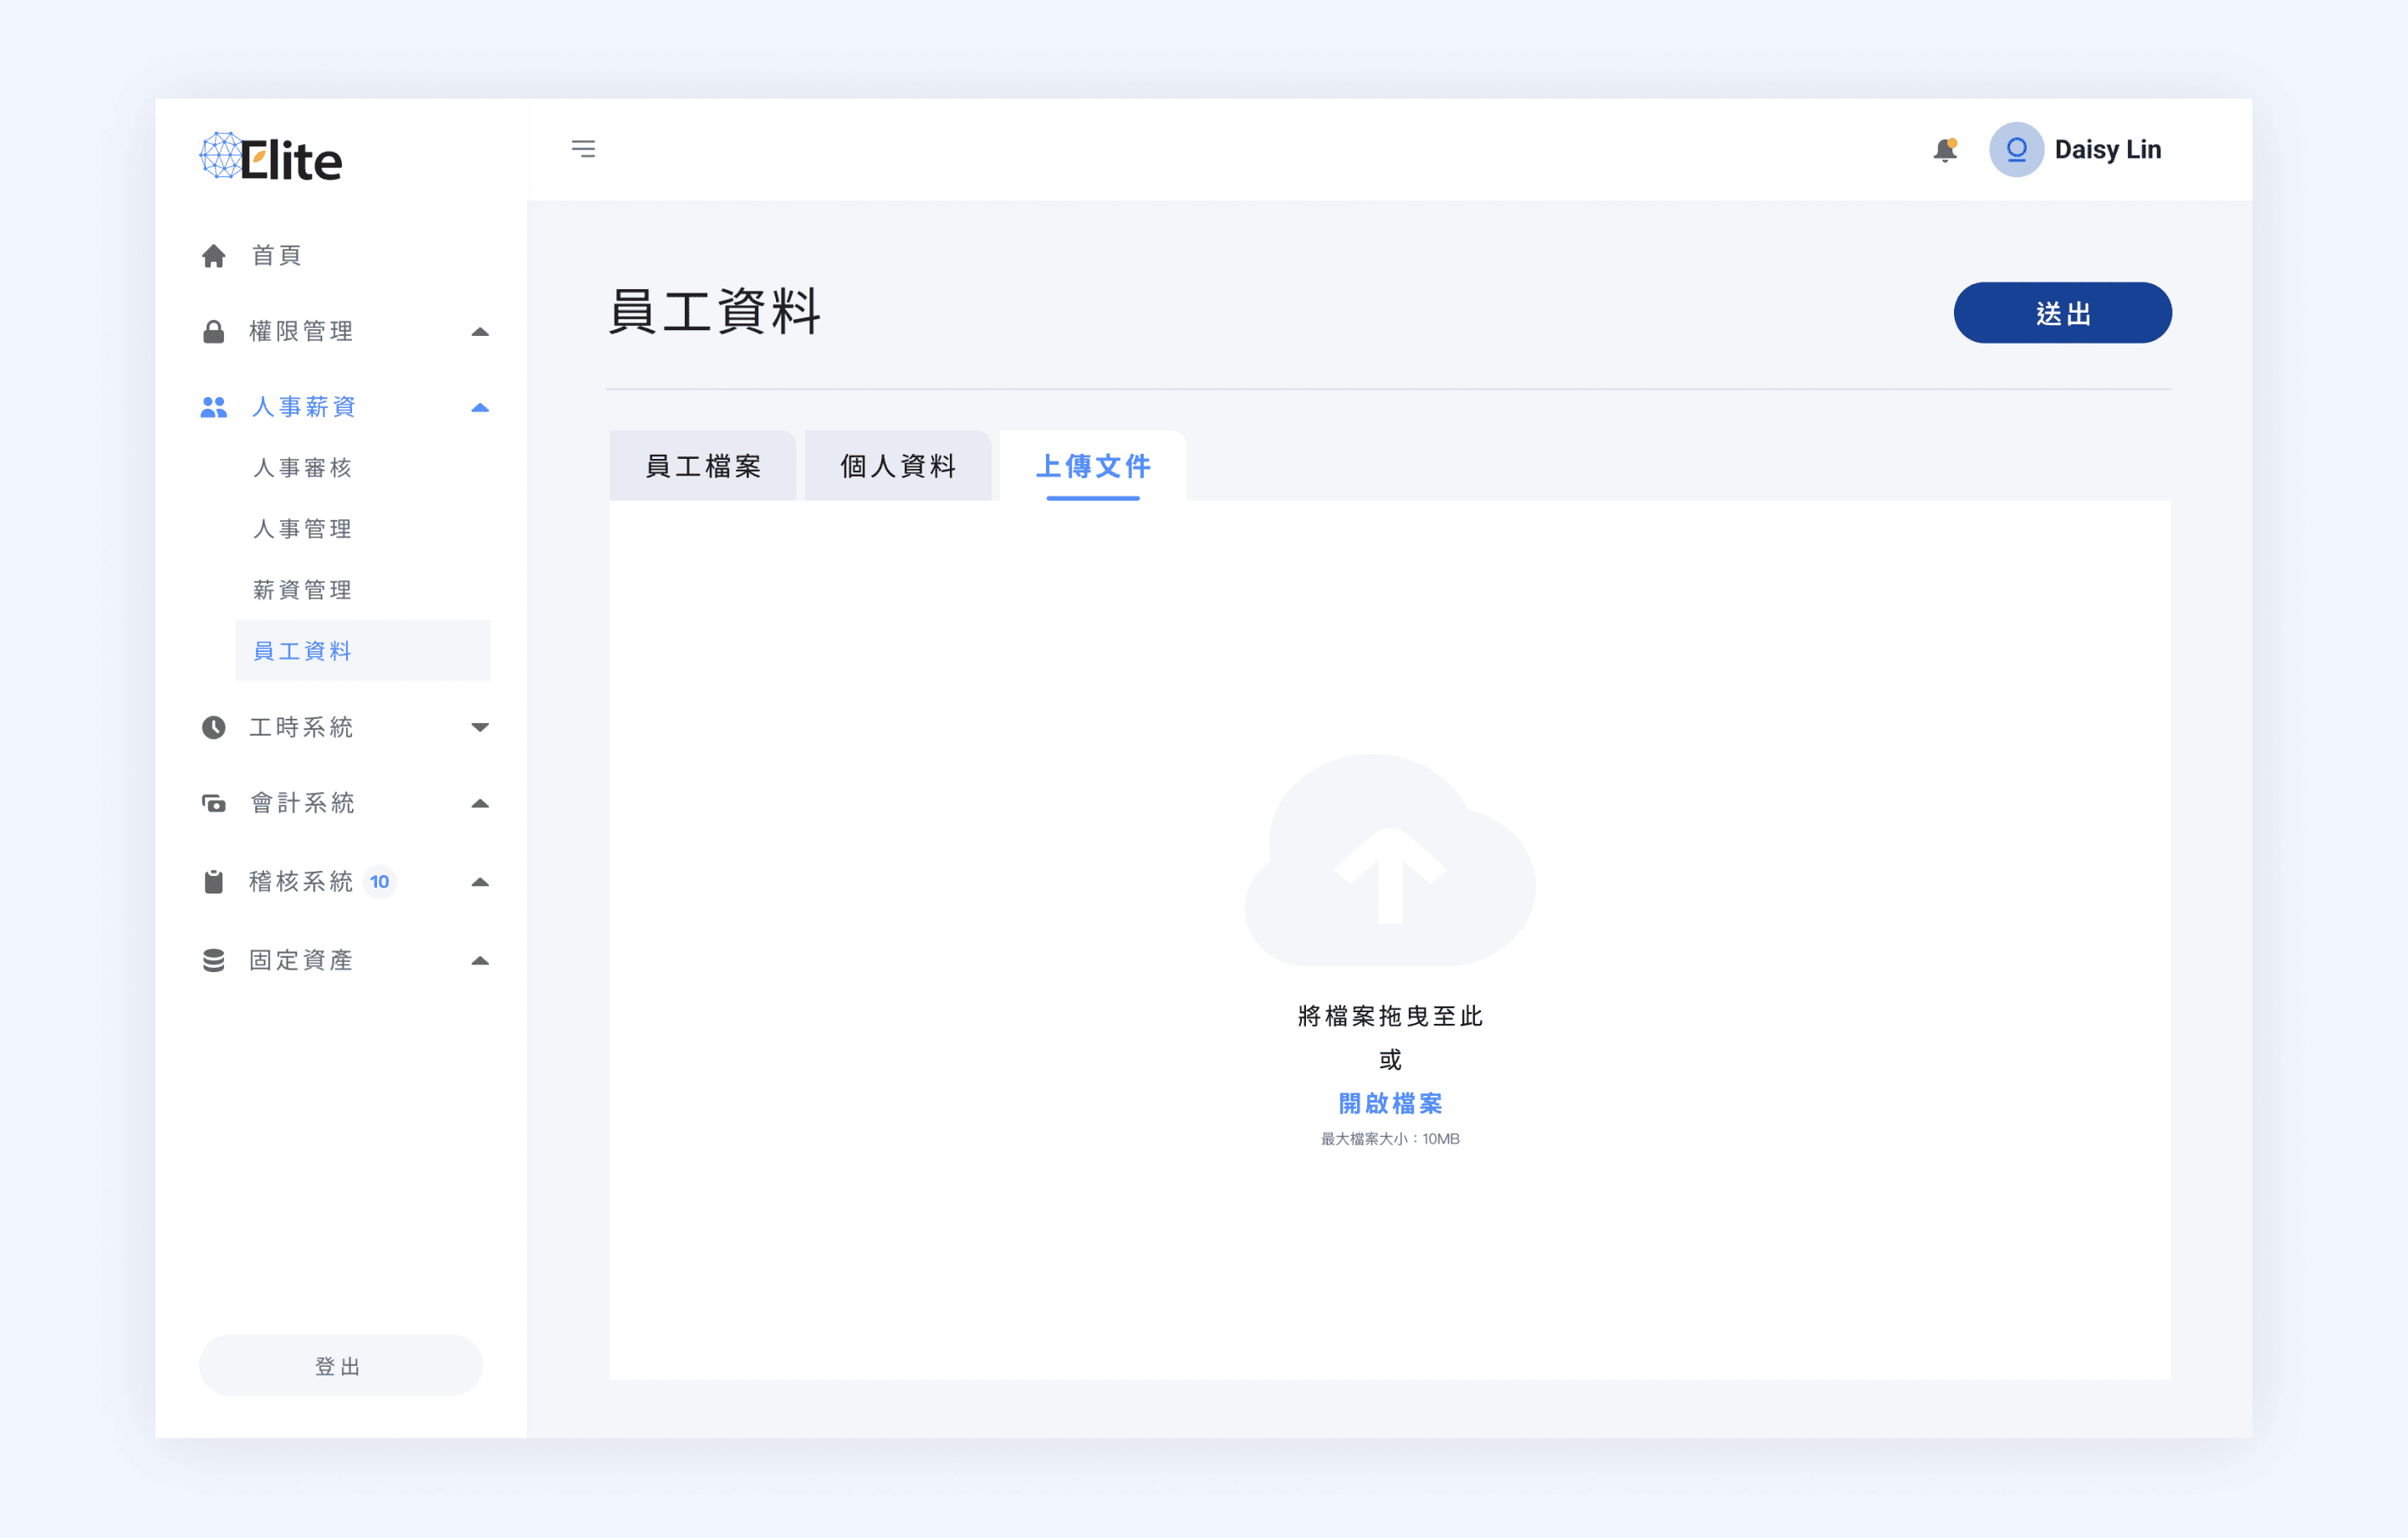 Elite
Daisy Lin
首頁
權限管理
人事薪資
人事審核
人事管理
薪資管理
員工資料
工時系統
會計系統
稽核系統 10
固定資產
登出
員工資料
送出
員工檔案 個人資料 上傳文件
將檔案拖曳至此
或
開啟檔案
最大檔案大小：10MB